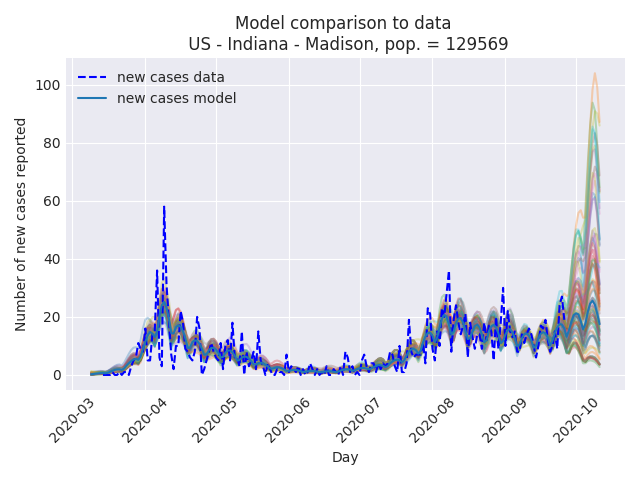 Model comparison to data
US - Indiana - Madison, pop. = 129569
new cases data
new cases model
Number of new cases reported
100
80
60
40
20
0
2020-03
2020-04
2020-05
2020-06
2020-07
2020-08
2020-09
2020-10
Day